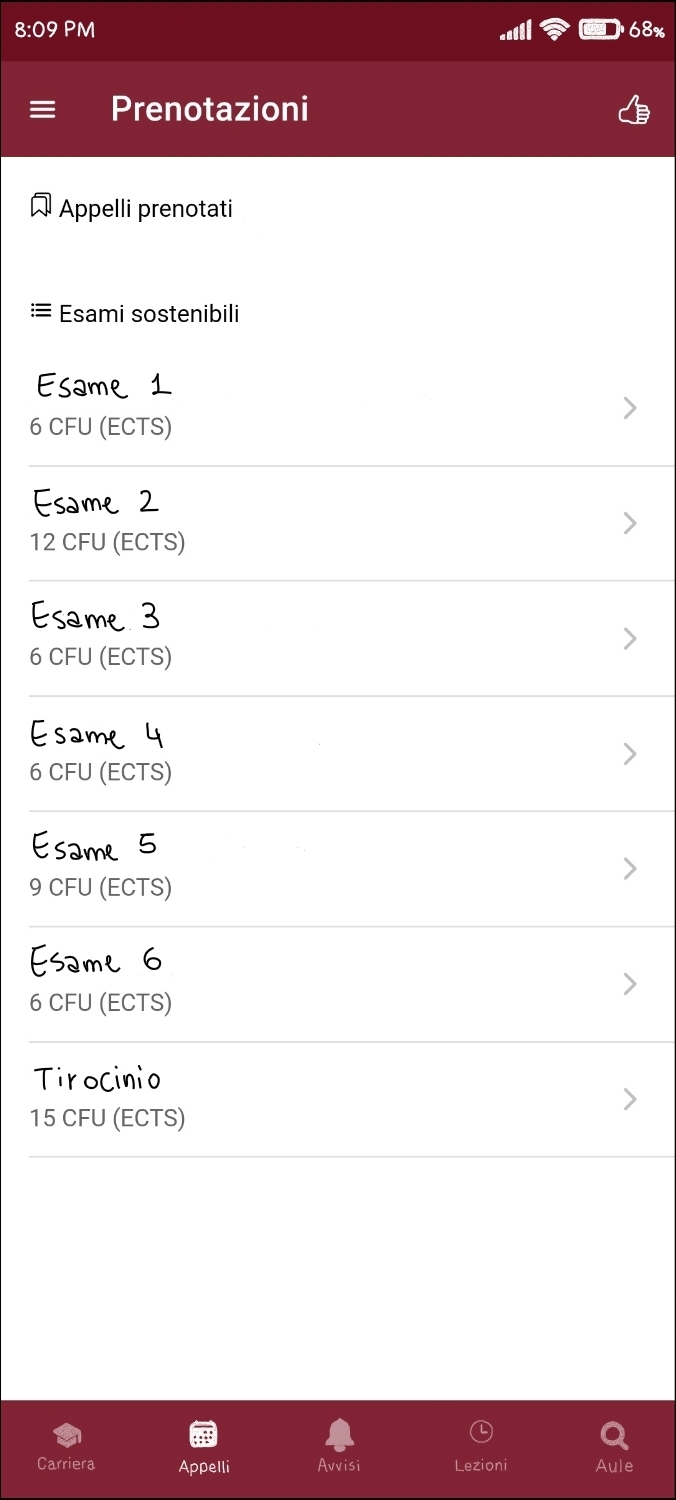 8:09 PM 68%
Prenotazioni
Appelli prenotati
Esami sostenibili
Esame 1
6 CFU (ECTS)
Esame 2
12 CFU (ECTS)
Esame 3
6 CFU (ECTS)
Esame 4
6 CFU (ECTS)
Esame 5
9 CFU (ECTS)
Esame 6
6 CFU (ECTS)
Tirocinio
15 CFU (ECTS)
Carriera Appelli Avvisi Lezioni Aule